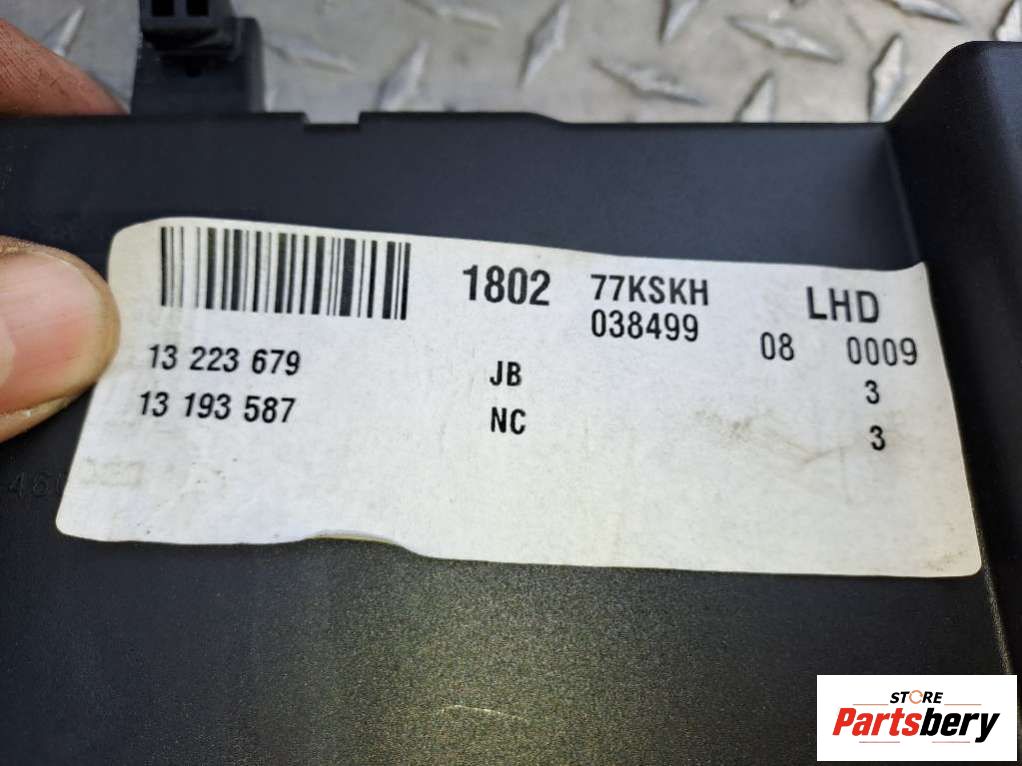 1802 77KSKH LHD
038499 08 0009
13 223 679 JB 3
13 193 587 NC 3
STORE
Partsbery